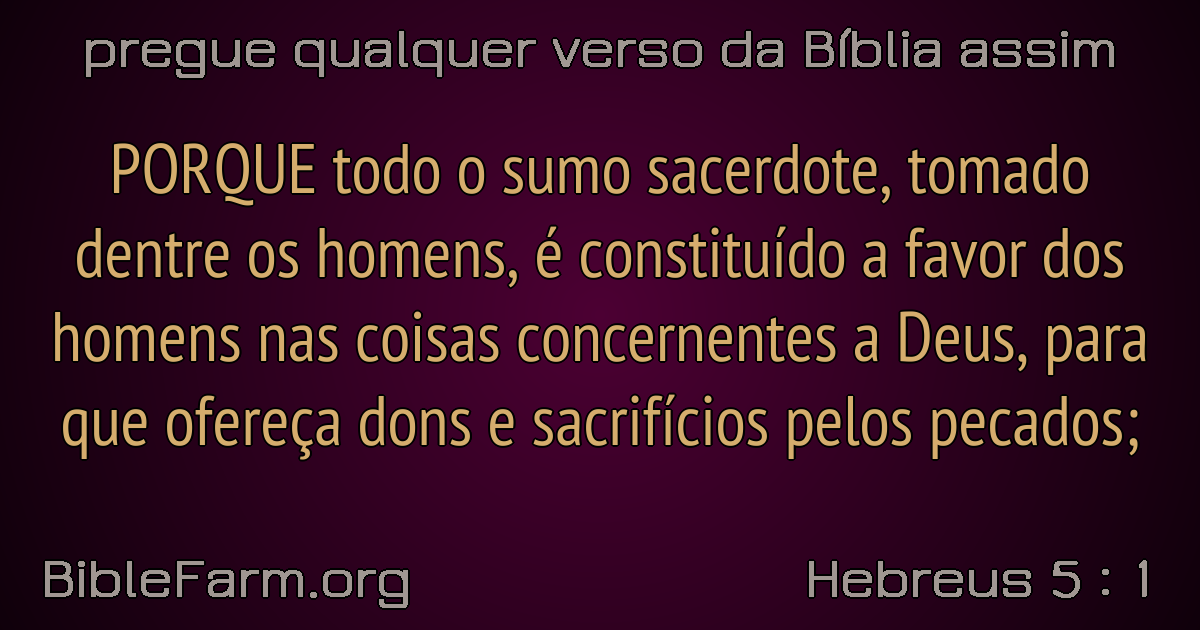 pregue qualquer verso da Bíblia assim
PORQUE todo o sumo sacerdote, tomado
dentre os homens, é constituído a favor dos
homens nas coisas concernentes a Deus, para
que ofereça dons e sacrifícios pelos pecados;
BibleFarm.org
Hebreus 5 : 1